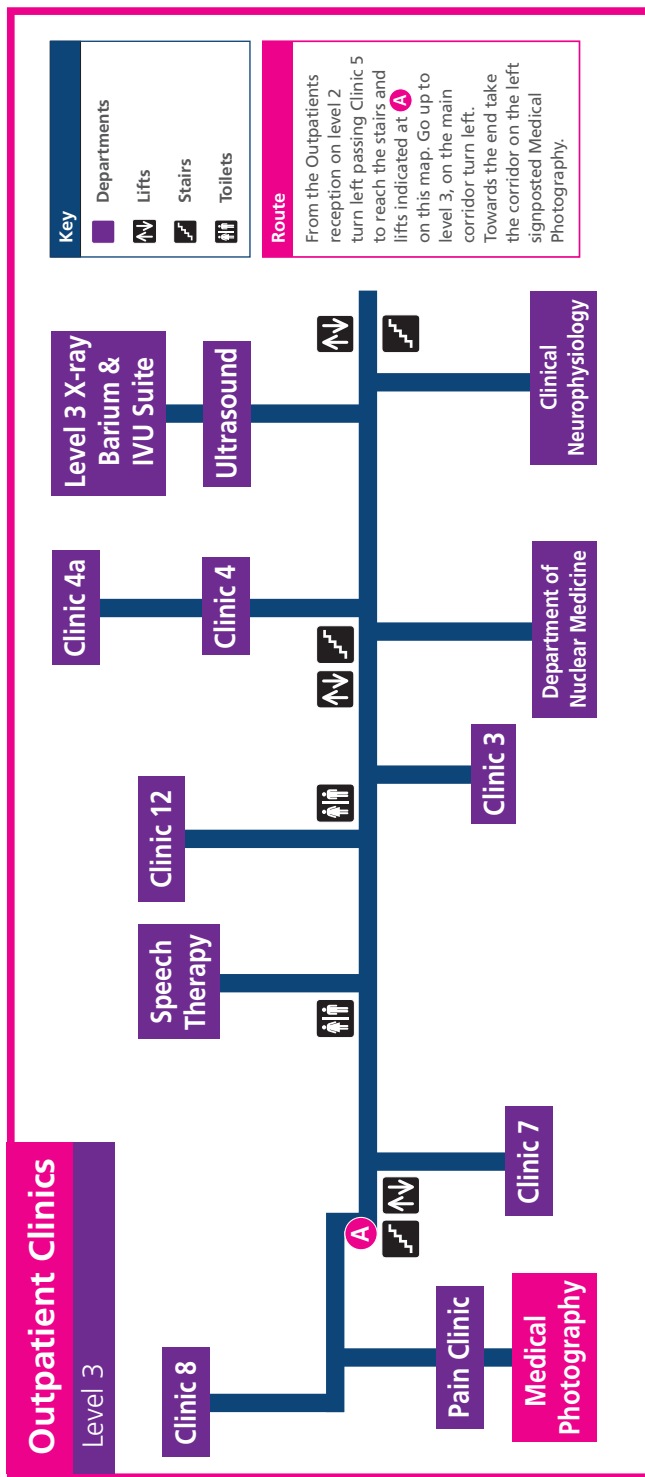 Outpatient Clinics
Level 3
Clinic 8
Pain Clinic
Medical
Photography
A
Clinic 7
Speech
Therapy
Clinic 12
Clinic 3
Clinic 4a
Clinic 4
Department of
Nuclear Medicine
Level 3 X-ray
Barium &
IVU Suite
Ultrasound
Clinical
Neurophysiology
Key
Departments
Lifts
Stairs
Toilets
Route
From the Outpatients
reception on level 2
turn left passing Clinic 5
to reach the stairs and
lifts indicated at A
on this map. Go up to
level 3, on the main
corridor turn left.
Towards the end take
the corridor on the left
signposted Medical
Photography.